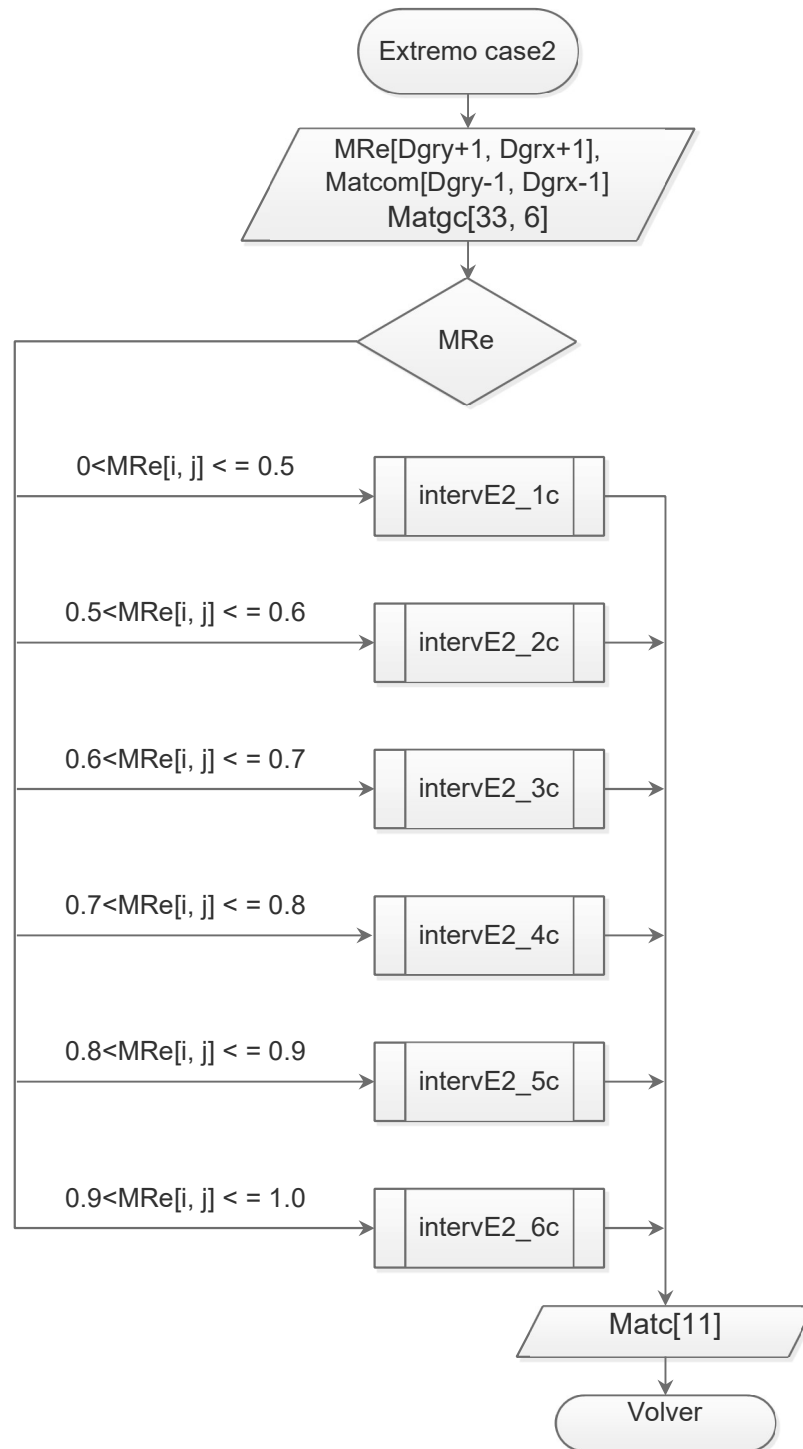 Extremo case2
MRe[Dgry+1, Dgrx+1],
Matcom[Dgry-1, Dgrx-1]
Matgc[33, 6]
MRe
0<MRe[i, j] < = 0.5
intervE2_1c
0.5<MRe[i, j] < = 0.6
intervE2_2c
0.6<MRe[i, j] < = 0.7
intervE2_3c
0.7<MRe[i, j] < = 0.8
intervE2_4c
0.8<MRe[i, j] < = 0.9
intervE2_5c
0.9<MRe[i, j] < = 1.0
intervE2_6c
Matc[11]
Volver